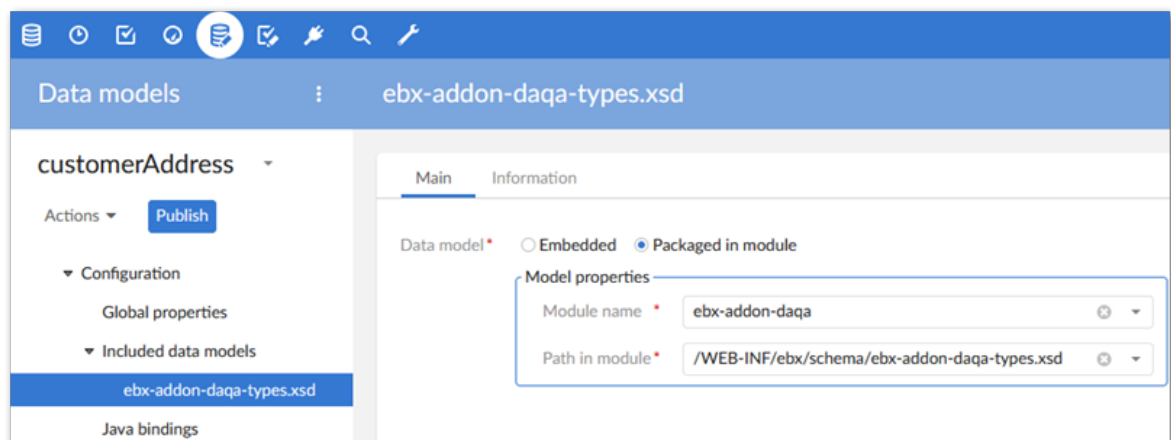 Data models
ebx-addon-daqa-types.xsd
customerAddress
Actions
Publish
Configuration
Global properties
Included data models
ebx-addon-daqa-types.xsd
Java bindings
Main Information
Data model* Embedded Packaged in module
Model properties
Module name * ebx-addon-daqa
Path in module* /WEB-INF/ebx/schema/ebx-addon-daqa-types.xsd